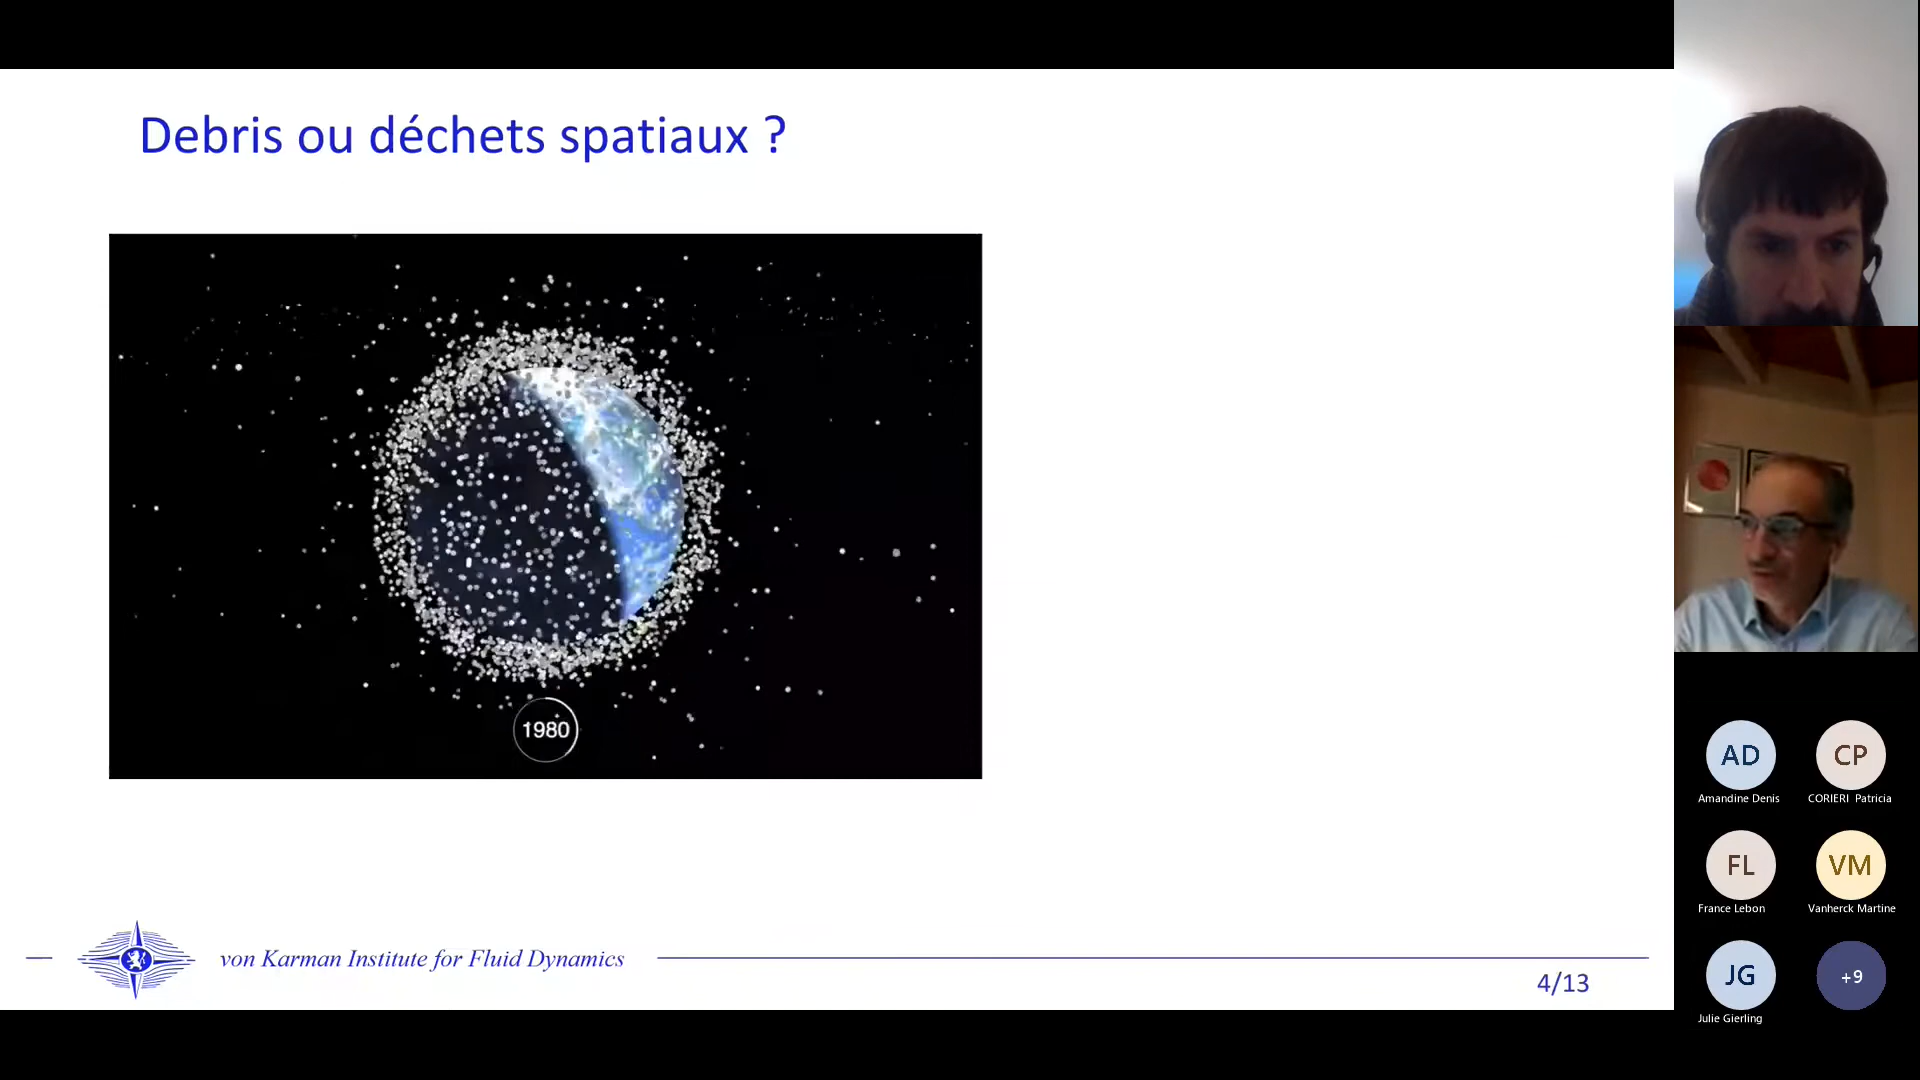 Debris ou déchets spatiaux ?
1980
von Karman Institute for Fluid Dynamics
4/13
AD
Amandine Denis
CP
CORIERI Patricia
FL
France Lebon
VM
Vanherck Martine
JG
Julie Gierling
+9